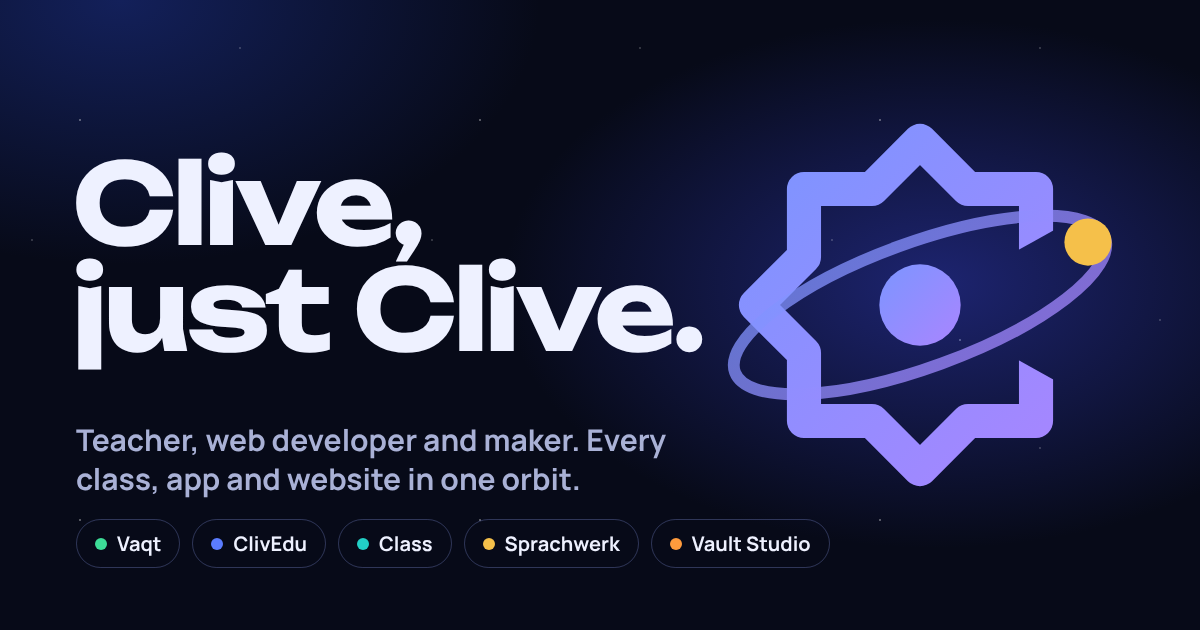 Clive,
just Clive.
Teacher, web developer and maker. Every
class, app and website in one orbit.
Vaqt
ClivEdu
Class
Sprachwerk
Vault Studio